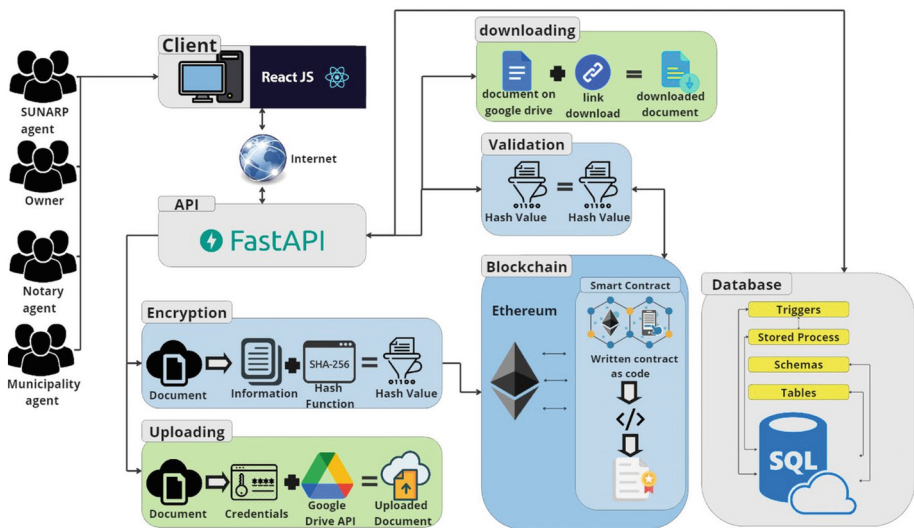 SUNARP
agent
Owner
Notary
agent
Municipality
agent
Client
React JS
Internet
API
FastAPI
Encryption
Document
Information
SHA-256
Hash
Function
Hash Value
Uploading
Document
****
Credentials
Google
Drive API
Uploaded
Document
downloading
document on
google drive
link
download
downloaded
document
Validation
01100
Hash Value
01100
Hash Value
Blockchain
Ethereum
Smart Contract
Written contract
as code
</>
Database
Triggers
Stored Process
Schemas
Tables
SQL